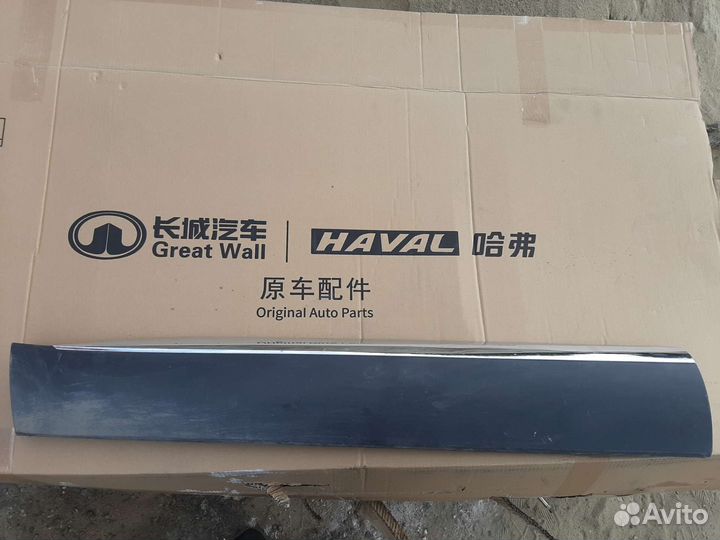 长城汽车
Great Wall
HAVAL 哈弗
原车配件
Original Auto Parts
Avito